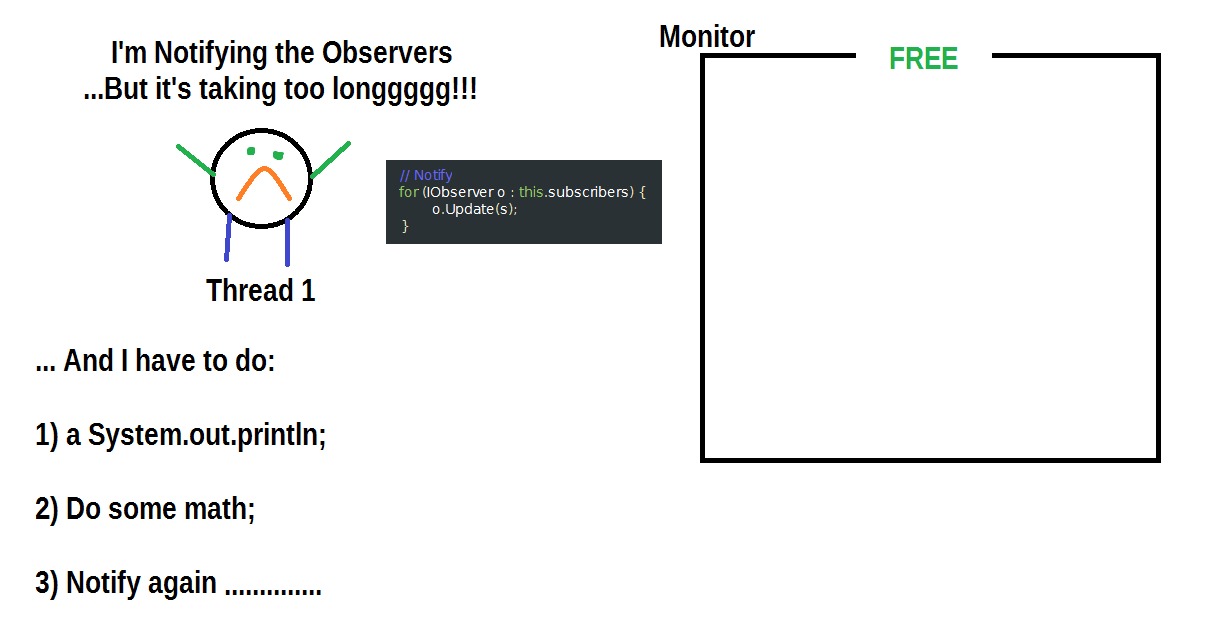 I'm Notifying the Observers
...But it's taking too longgggg!!!
Monitor
FREE
// Notify
for (IObserver o : this.subscribers) {
o.Update(s);
}
Thread 1
... And I have to do:
1) a System.out.println;
2) Do some math;
3) Notify again ..............